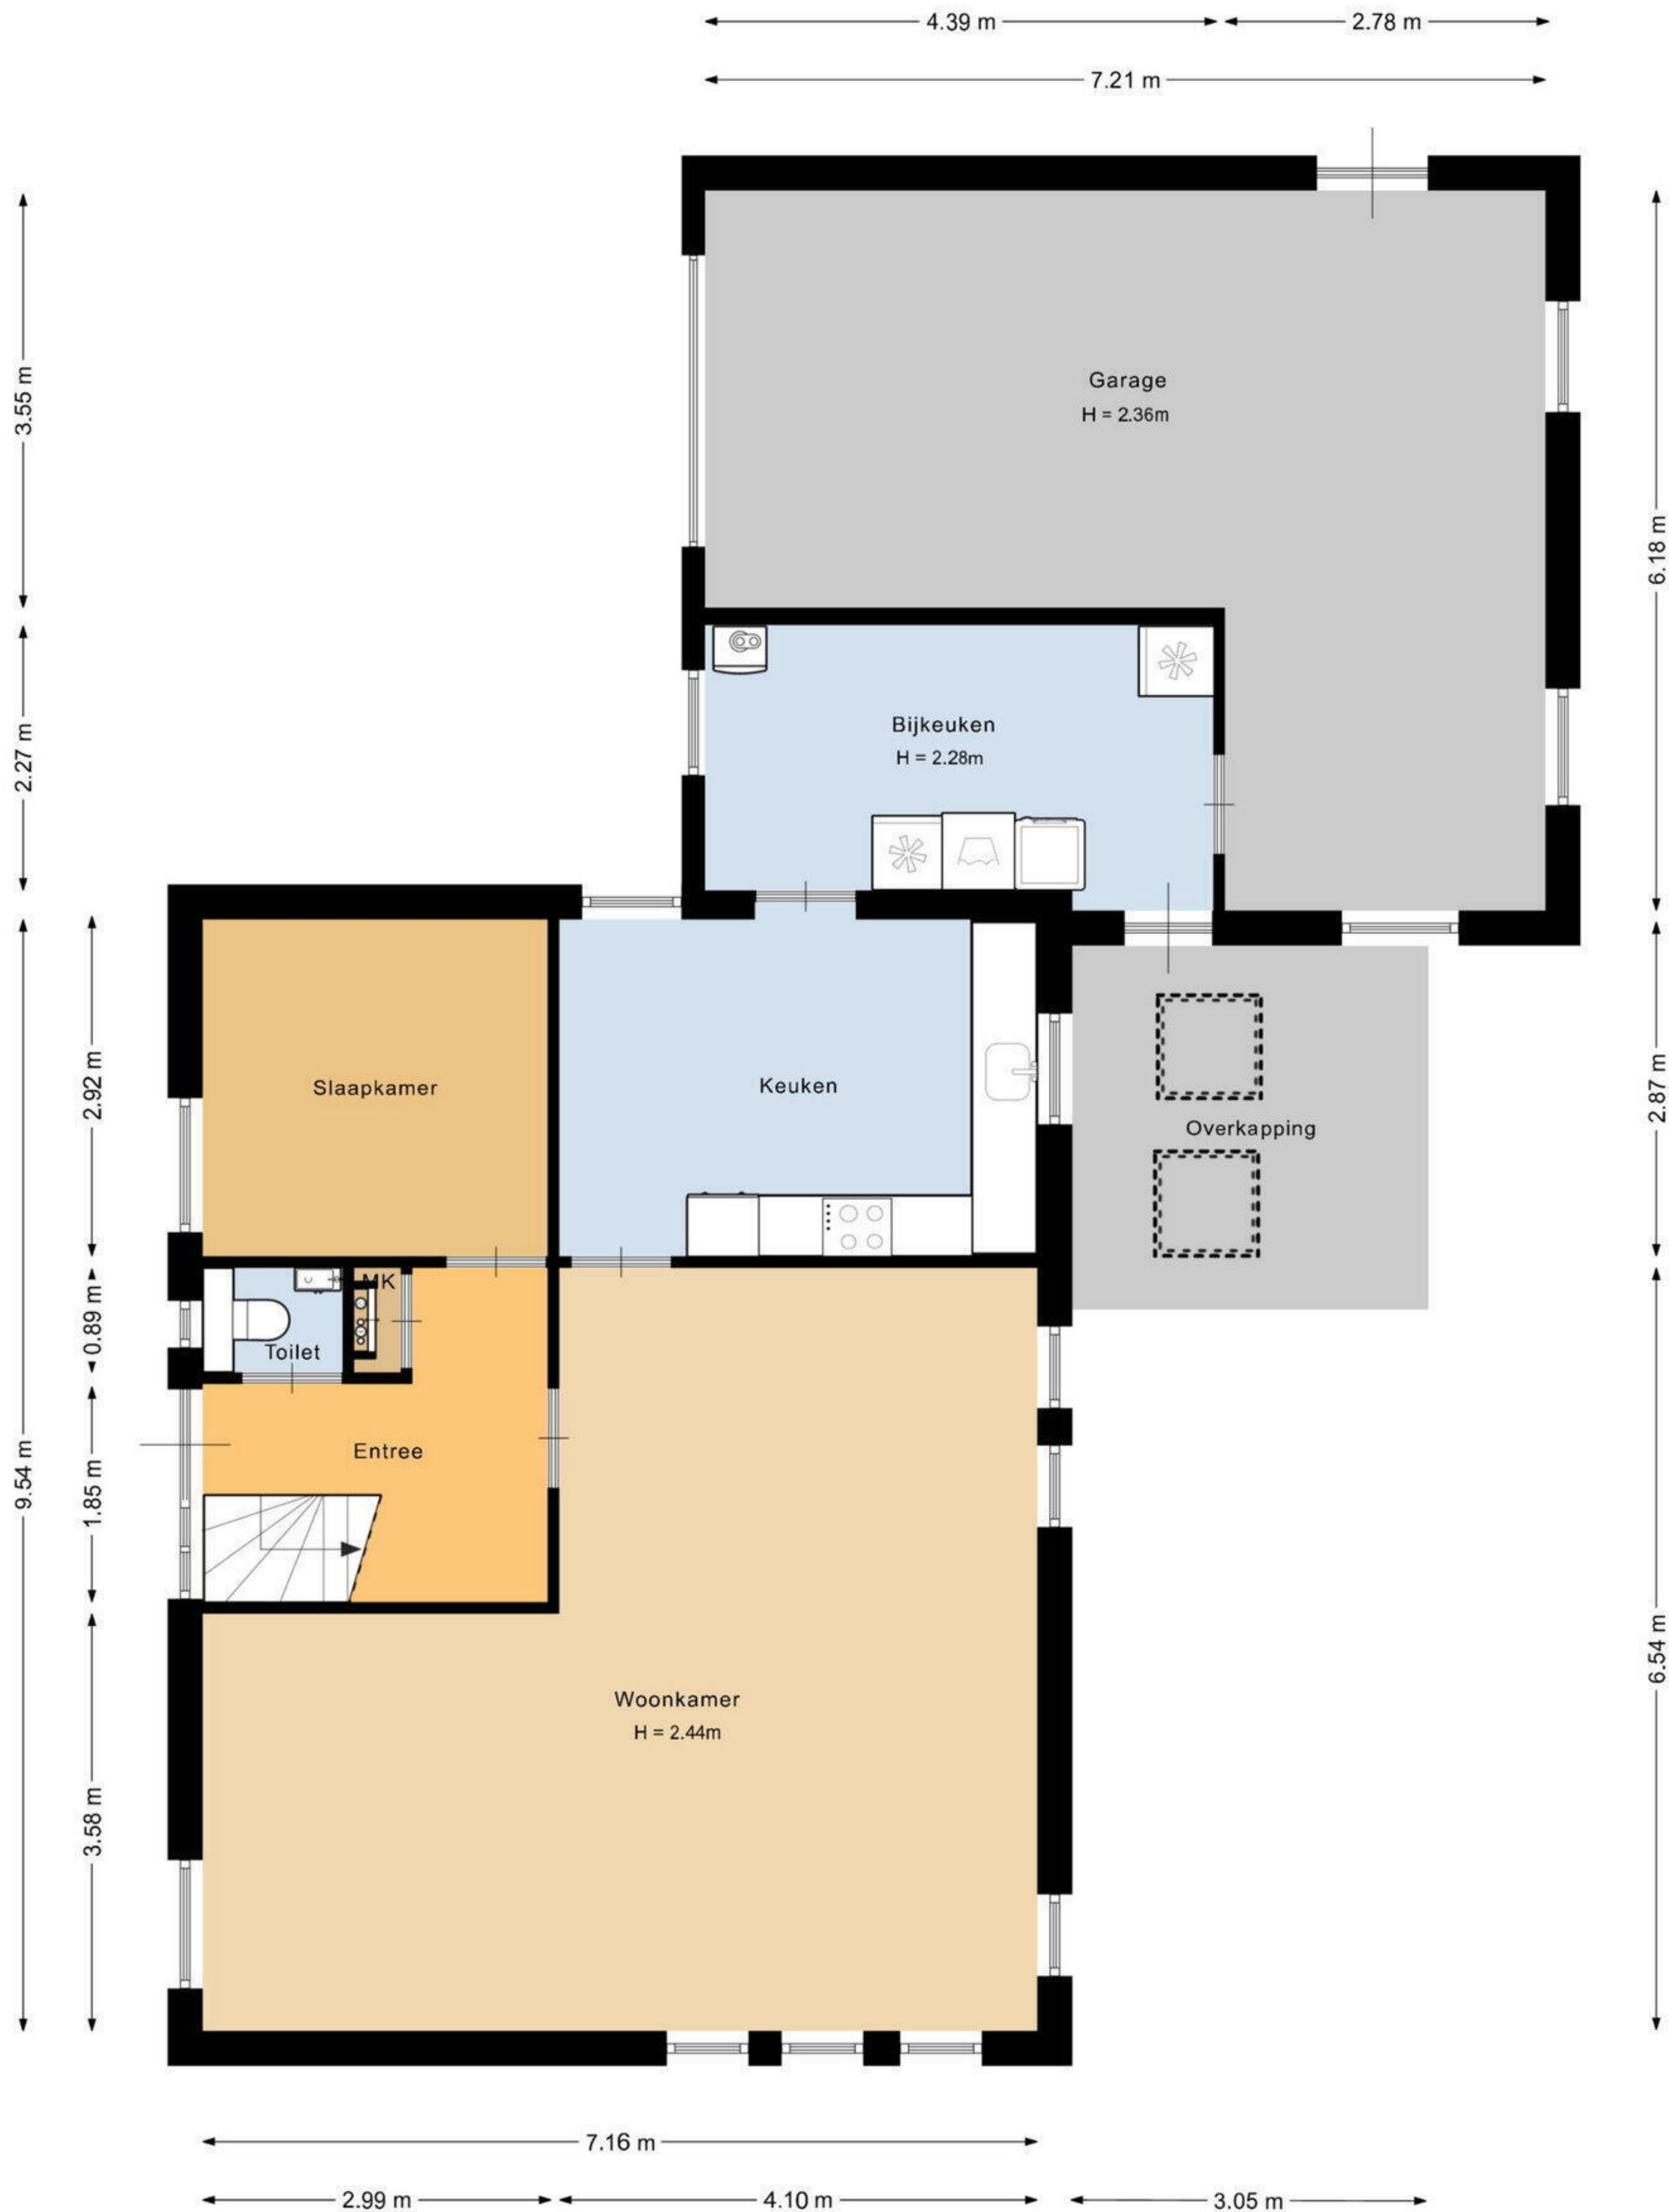 4.39 m 2.78 m
7.21 m
3.55 m
Garage
H = 2.36m
6.18 m
2.27 m
Bijkeuken
H = 2.28m
2.92 m
Slaapkamer
Keuken
2.87 m
Overkapping
0.89 m
MK
Toilet
9.54 m
1.85 m
Entree
6.54 m
Woonkamer
H = 2.44m
3.58 m
7.16 m
2.99 m 4.10 m 3.05 m